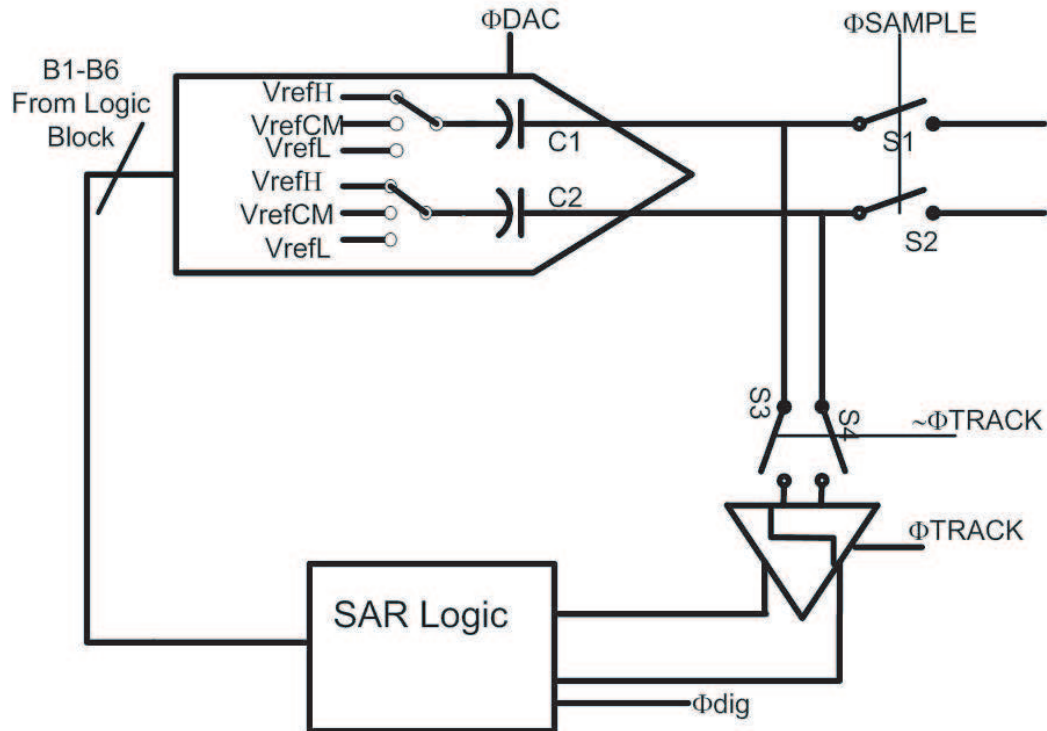 ΦDAC
ΦSAMPLE
B1-B6
From Logic
Block
VrefH
VrefCM
VrefL
VrefH
VrefCM
VrefL
C1
C2
S1
S2
S3
S4
~ΦTRACK
ΦTRACK
SAR Logic
Φdig